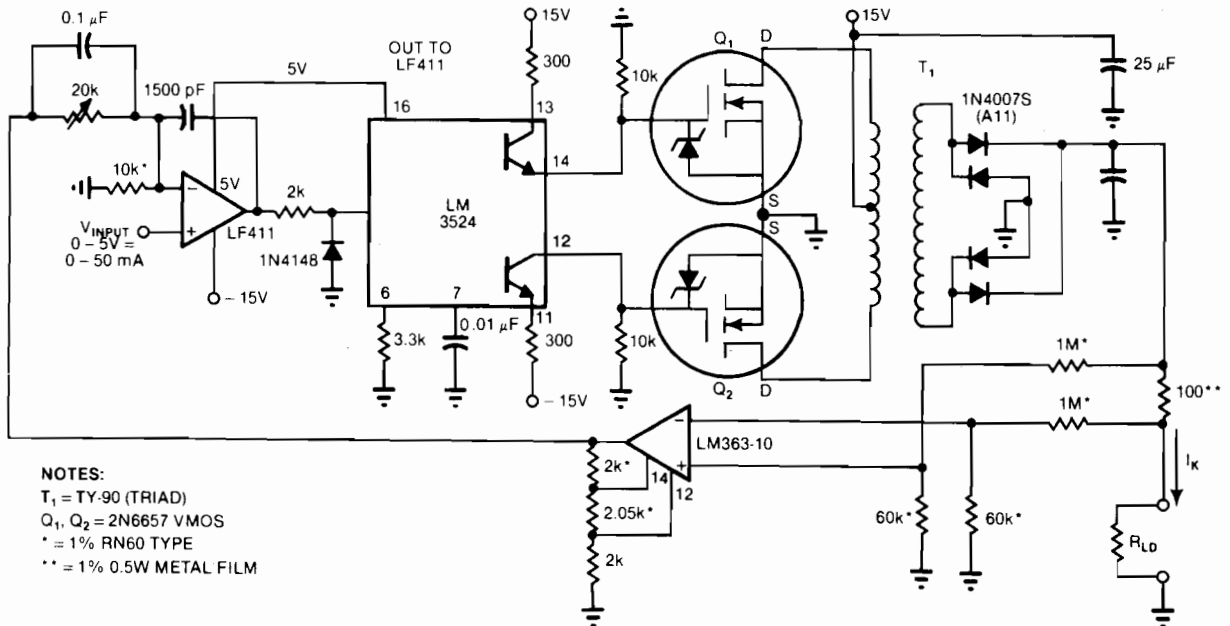 0.1 µF
20k
1500 pF
10k*
5V
V INPUT
0 – 5V =
0 – 50 mA
LF411
5V
– 15V
2k
1N4148
OUT TO
LF411
16
LM
3524
6
7
3.3k
0.01 µF
15V
300
13
14
12
11
300
– 15V
10k
10k
Q₁
D
S
S
Q₂
D
15V
T₁
25 µF
1N4007S
(A11)
1M*
1M*
100**
I_K
R_LD
LM363-10
–
+
14
12
2k*
2.05k*
2k
60k*
60k*
NOTES:
T₁ = TY-90 (TRIAD)
Q₁, Q₂ = 2N6657 VMOS
* = 1% RN60 TYPE
** = 1% 0.5W METAL FILM